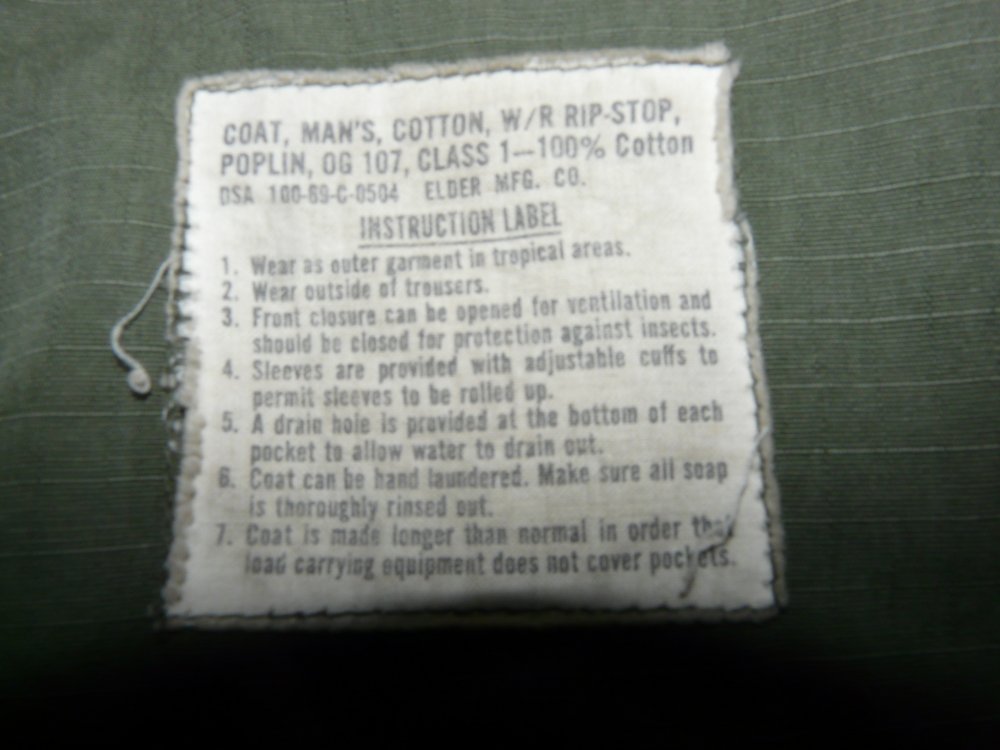 COAT, MAN'S, COTTON, W/R RIP-STOP,
POPLIN, OG 107, CLASS 1—100% Cotton
DSA 100-69-C-0504 ELDER MFG. CO.
INSTRUCTION LABEL
1. Wear as outer garment in tropical areas.
2. Wear outside of trousers.
3. Front closure can be opened for ventilation and
should be closed for protection against insects.
4. Sleeves are provided with adjustable cuffs to
permit sleeves to be rolled up.
5. A drain hole is provided at the bottom of each
pocket to allow water to drain out.
6. Coat can be hand laundered. Make sure all soap
is thoroughly rinsed out.
7. Coat is made longer than normal in order that
load carrying equipment does not cover pockets.